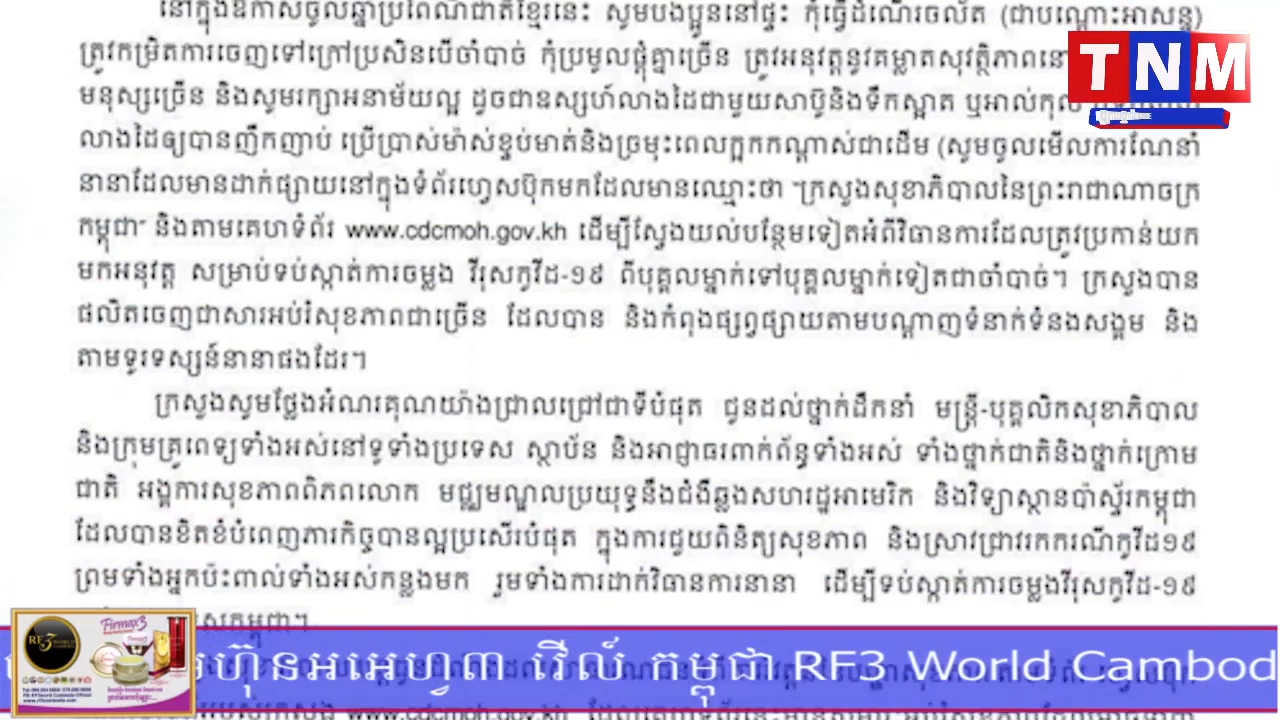 នៅក្នុងឱកាសចូលឆ្នាំប្រពៃណីជាតិខ្មែរនេះ សូមបងប្អូននៅផ្ទះ កុំធ្វើដំណើរចល័ត (ជាបណ្តោះអាសន្ន)
ត្រូវកម្រិតការចេញទៅក្រៅប្រសិនបើចាំបាច់ កុំប្រមូលផ្តុំគ្នាច្រើន ត្រូវអនុវត្តនូវគម្លាតសុវត្ថិភាពនៅ
TNM
មនុស្សច្រើន និងសូមរក្សាអនាម័យល្អ ដូចជាឧស្សាហ៍លាងដៃជាមួយសាប៊ូនិងទឹកស្អាត ឬអាល់កុល
លាងដៃឲ្យបានញឹកញាប់ ប្រើប្រាស់ម៉ាស់ខ្ទប់មាត់និងច្រមុះពេលក្អកកណ្តាស់ជាដើម (សូមចូលមើលការណែនាំ
នានាដែលមានដាក់ផ្សាយនៅក្នុងទំព័រហ្វេសប៊ុកមកដែលមានឈ្មោះថា "ក្រសួងសុខាភិបាលនៃព្រះរាជាណាចក្រ
កម្ពុជា" និងតាមគេហទំព័រ www.cdcmoh.gov.kh ដើម្បីស្វែងយល់បន្ថែមទៀតអំពីវិធានការដែលត្រូវប្រកាន់យក
មកអនុវត្ត សម្រាប់ទប់ស្កាត់ការចម្លង វីរុសកូវីដ-១៩ ពីបុគ្គលម្នាក់ទៅបុគ្គលម្នាក់ទៀតជាចាំបាច់។ ក្រសួងបាន
ផលិតចេញជាសារអប់រំសុខភាពជាច្រើន ដែលបាន និងកំពុងផ្សព្វផ្សាយតាមបណ្តាញទំនាក់ទំនងសង្គម និង
តាមទូរទស្សន៍នានាផងដែរ។
ក្រសួងសូមថ្លែងអំណរគុណយ៉ាងជ្រាលជ្រៅជាទីបំផុត ជូនដល់ថ្នាក់ដឹកនាំ មន្ត្រី-បុគ្គលិកសុខាភិបាល
និងក្រុមគ្រូពេទ្យទាំងអស់នៅទូទាំងប្រទេស ស្ថាប័ន និងអាជ្ញាធរពាក់ព័ន្ធទាំងអស់ ទាំងថ្នាក់ជាតិនិងថ្នាក់ក្រោម
ជាតិ អង្គការសុខភាពពិភពលោក មជ្ឈមណ្ឌលប្រយុទ្ធនឹងជំងឺឆ្លងសហរដ្ឋអាមេរិក និងវិទ្យាស្ថានប៉ាស្ទ័រកម្ពុជា
ដែលបានខិតខំបំពេញភារកិច្ចបានល្អប្រសើរបំផុត ក្នុងការជួយពិនិត្យសុខភាព និងស្រាវជ្រាវរកករណីកូវីដ១៩
ព្រមទាំងអ្នកប៉ះពាល់ទាំងអស់កន្លងមក រួមទាំងការដាក់វិធានការនានា ដើម្បីទប់ស្កាត់ការចម្លងវីរុសកូវីដ-១៩
កម្ពុជា។
ហ៊ុនអអេហ្វ៣ វើល៍ កម្ពុជា RF3 World Cambod
Firmax3
RF3 WORLD